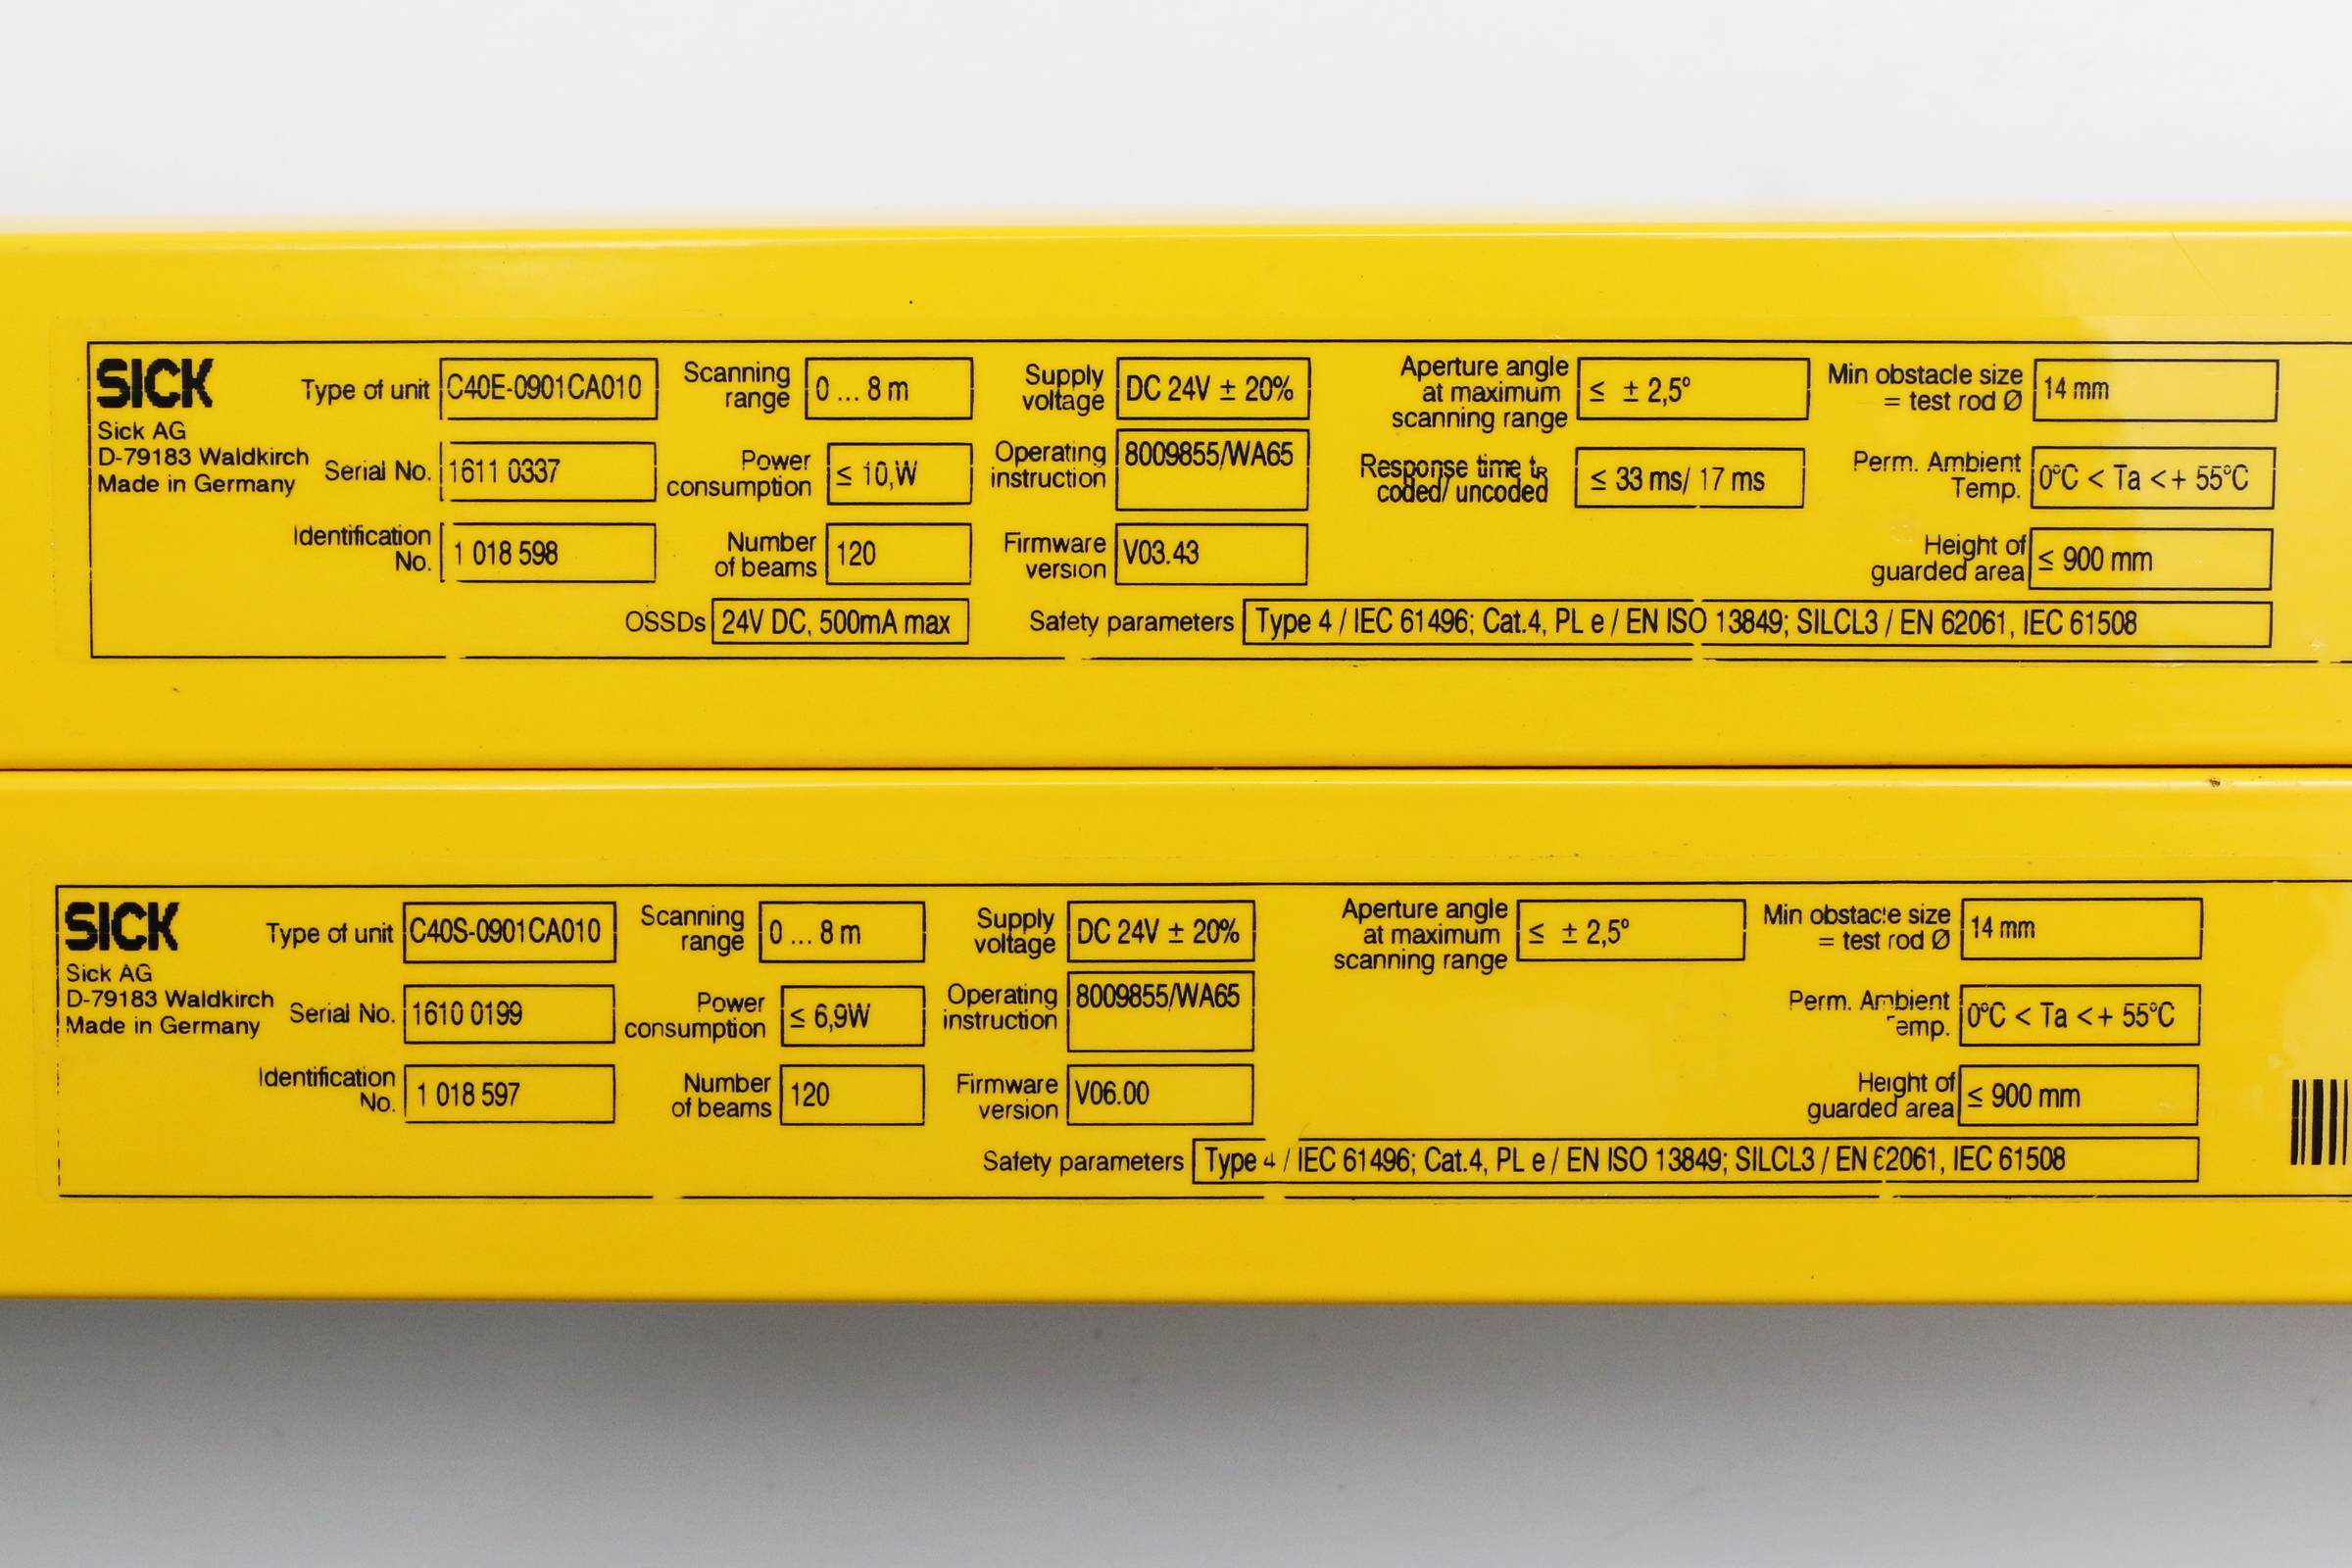 SICK
Sick AG
D-79183 Waldkirch
Made in Germany
Type of unit C40E-0901CA010
Serial No. 1611 0337
Identification
No. 1 018 598
Scanning
range 0 ... 8 m
Power
consumption ≤ 10,W
Number
of beams 120
OSSDs 24V DC, 500mA max
Supply
voltage DC 24V ± 20%
Operating
instruction 8009855/WA65
Firmware
version V03.43
Aperture angle
at maximum
scanning range ≤ ± 2,5°
Response time tR
coded/ uncoded ≤ 33 ms/ 17 ms
Min obstacle size
= test rod Ø 14 mm
Perm. Ambient
Temp. 0°C < Ta <+ 55°C
Height of
guarded area ≤ 900 mm
Safety parameters Type 4 / IEC 61496; Cat.4, PL e / EN ISO 13849; SILCL3 / EN 62061, IEC 61508
SICK
Sick AG
D-79183 Waldkirch
Made in Germany
Type of unit C40S-0901CA010
Serial No. 1610 0199
Identification
No. 1 018 597
Scanning
range 0 ... 8 m
Power
consumption ≤ 6,9W
Number
of beams 120
Supply
voltage DC 24V ± 20%
Operating
instruction 8009855/WA65
Firmware
version V06.00
Aperture angle
at maximum
scanning range ≤ ± 2,5°
Min obstacle size
= test rod Ø 14 mm
Perm. Ambient
Temp. 0°C < Ta <+ 55°C
Height of
guarded area ≤ 900 mm
Safety parameters Type 4 / IEC 61496; Cat.4, PL e / EN ISO 13849; SILCL3 / EN 62061, IEC 61508